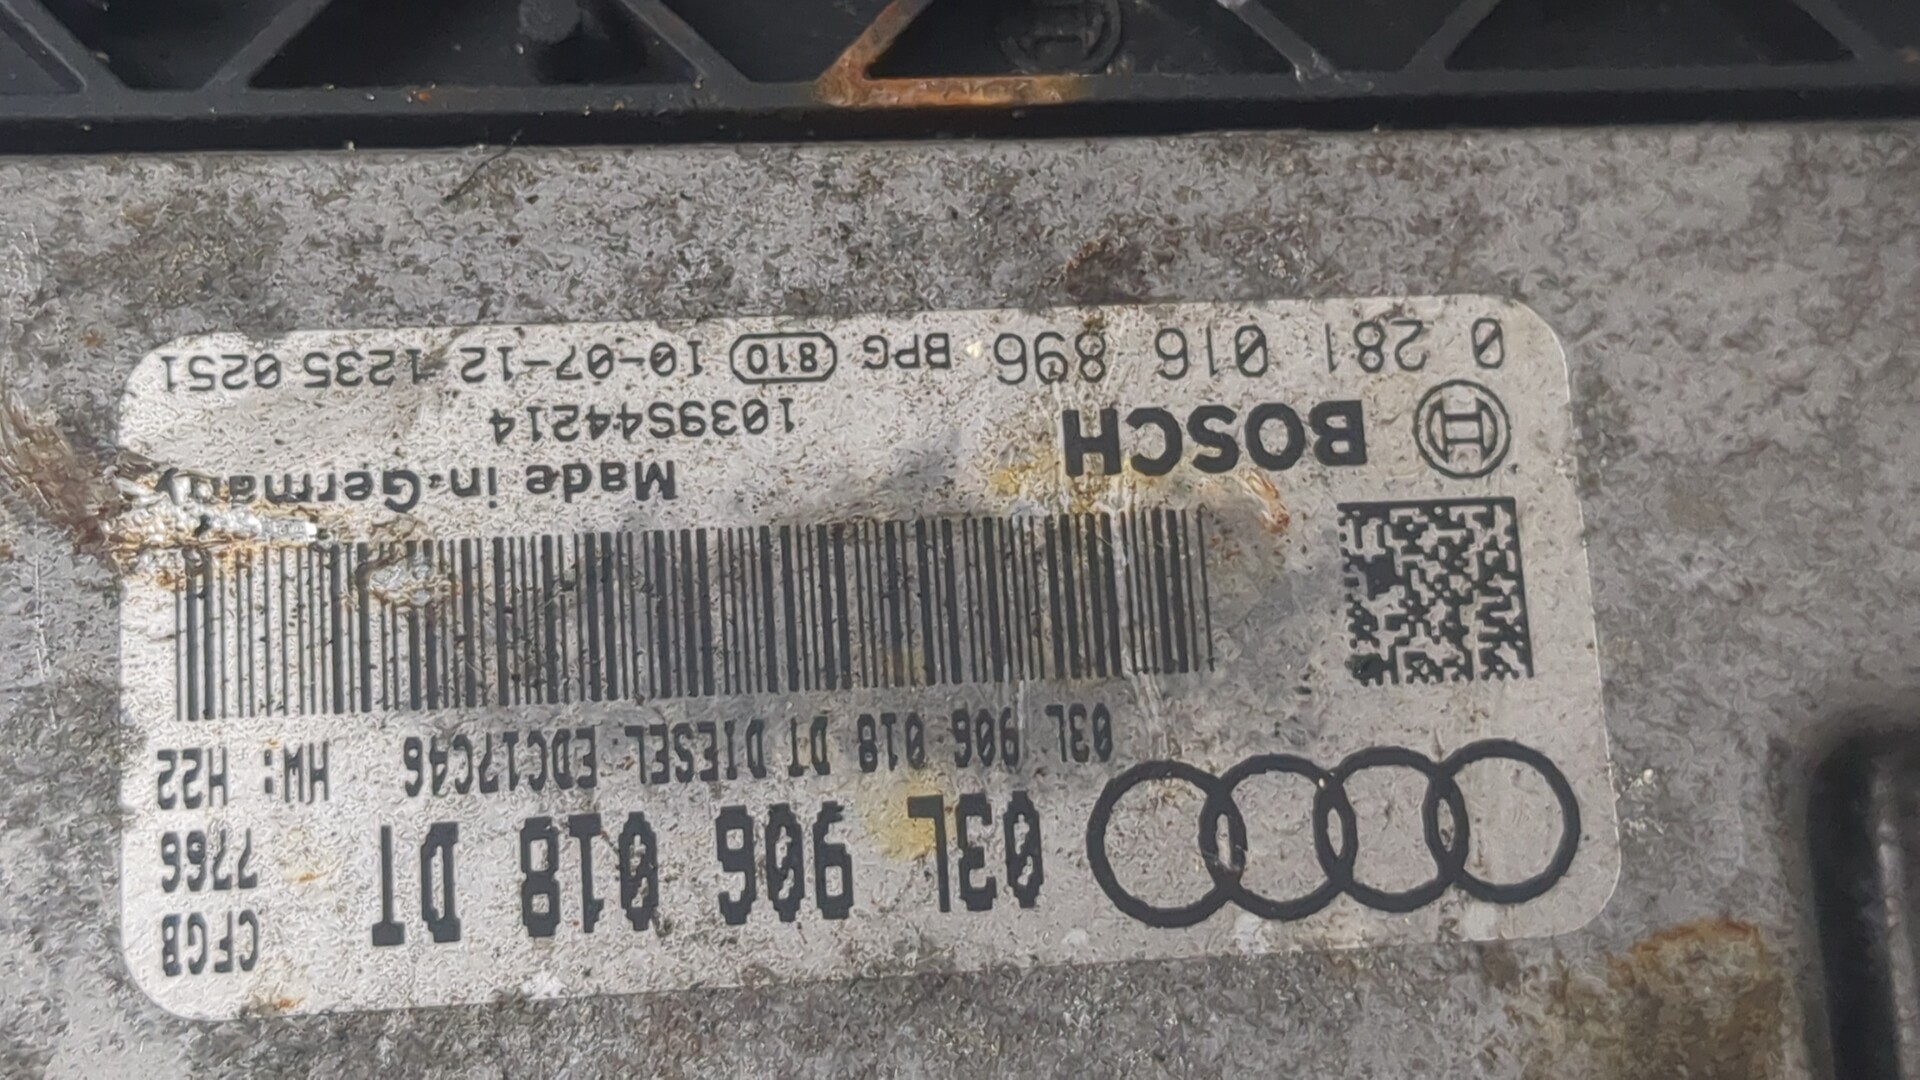 03L 906 018 DT
CFGB
7766
03L 906 018 DT DIESEL EDC17C46 HW: H22
BOSCH
Made in Germany
1039S44214
0 281 016 896 BPG 810 10-07-12 1235 0251